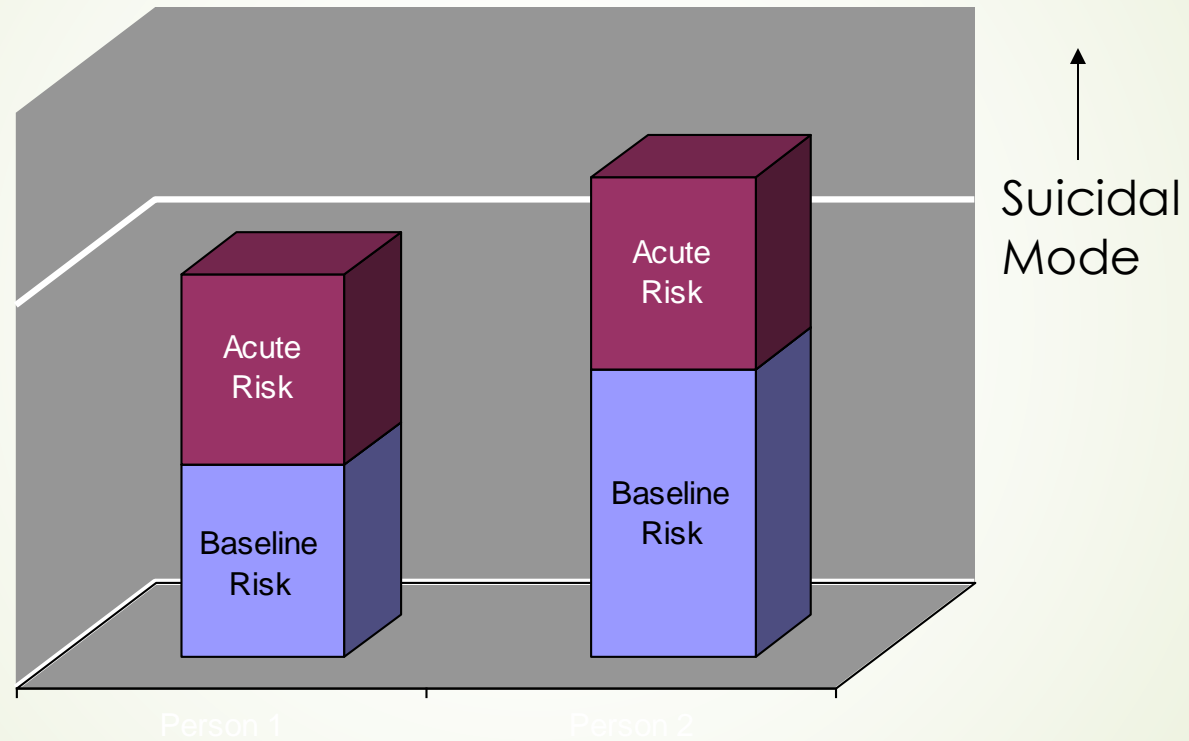 Suicidal
Mode
Acute
Risk
Acute
Risk
Baseline
Risk
Baseline
Risk
Person 1
Person 2